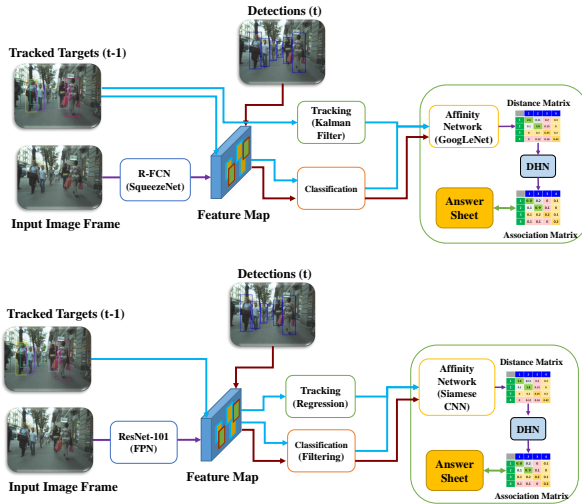 Detections (t)
Tracked Targets (t-1)
Tracking
(Kalman
Filter)
Affinity
Network
(GoogLeNet)
Distance Matrix
R-FCN
(SqueezeNet)
Classification
DHN
Answer
Sheet
Feature Map
Input Image Frame
Association Matrix
Detections (t)
Tracked Targets (t-1)
Tracking
(Regression)
Affinity
Network
(Siamese
CNN)
Distance Matrix
ResNet-101
(FPN)
Classification
(Filtering)
DHN
Answer
Sheet
Feature Map
Input Image Frame
Association Matrix